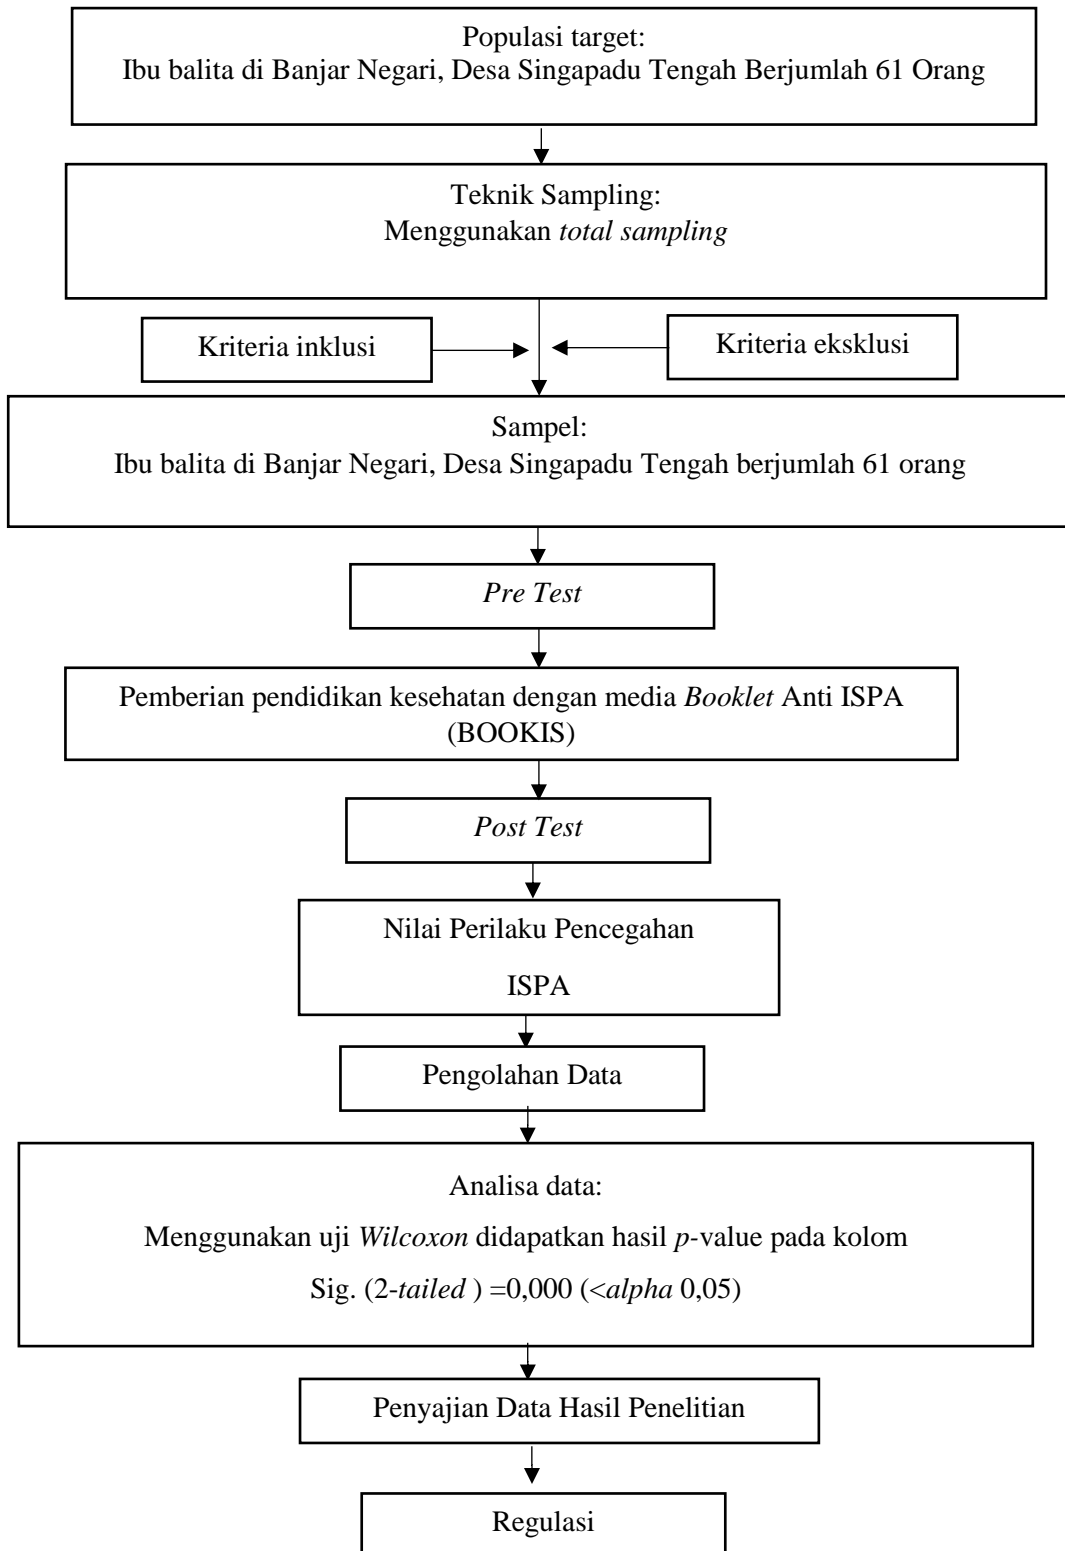 Populasi target:
Ibu balita di Banjar Negari, Desa Singapadu Tengah Berjumlah 61 Orang
Teknik Sampling:
Menggunakan total sampling
Kriteria inklusi
Kriteria eksklusi
Sampel:
Ibu balita di Banjar Negari, Desa Singapadu Tengah berjumlah 61 orang
Pre Test
Pemberian pendidikan kesehatan dengan media Booklet Anti ISPA
(BOOKIS)
Post Test
Nilai Perilaku Pencegahan
ISPA
Pengolahan Data
Analisa data:
Menggunakan uji Wilcoxon didapatkan hasil p-value pada kolom
Sig. (2-tailed ) =0,000 (<alpha 0,05)
Penyajian Data Hasil Penelitian
Regulasi